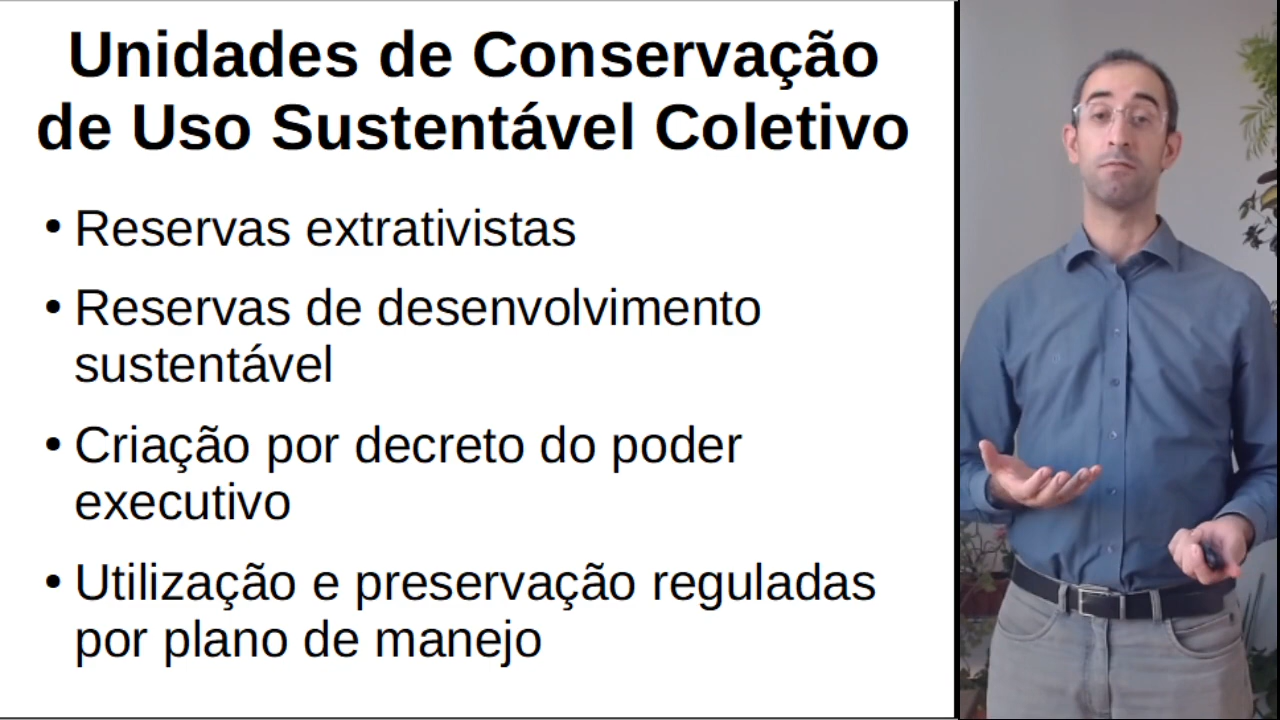 Unidades de Conservação
de Uso Sustentável Coletivo
• Reservas extrativistas
• Reservas de desenvolvimento
sustentável
• Criação por decreto do poder
executivo
• Utilização e preservação reguladas
por plano de manejo